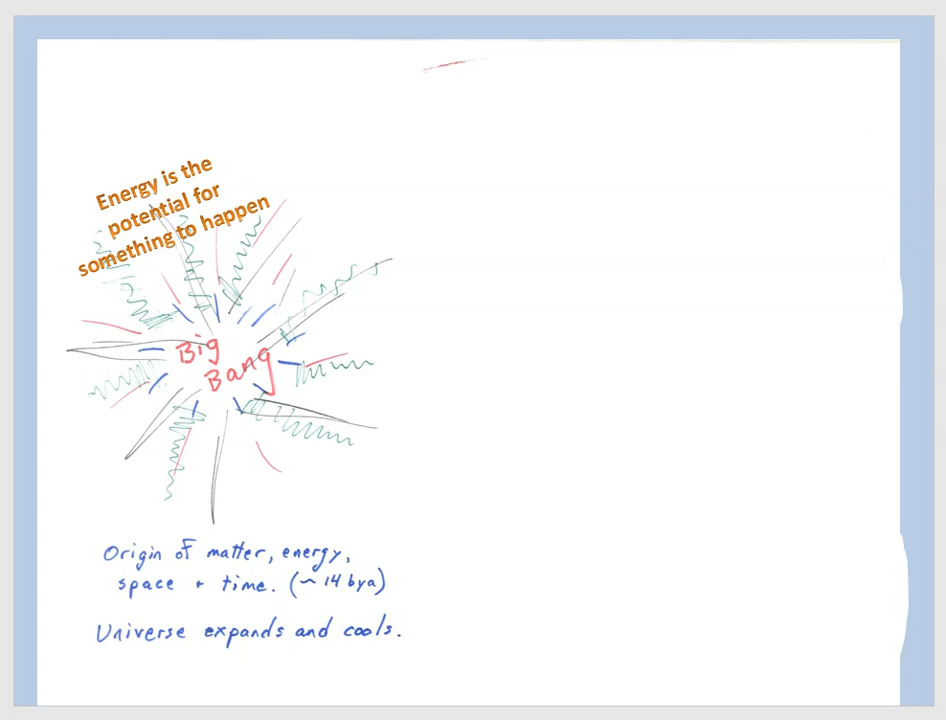 Energy is the
potential for
something to happen
Big
Bang
Origin of matter, energy,
space + time. (~ 14 bya)
Universe expands and cools.